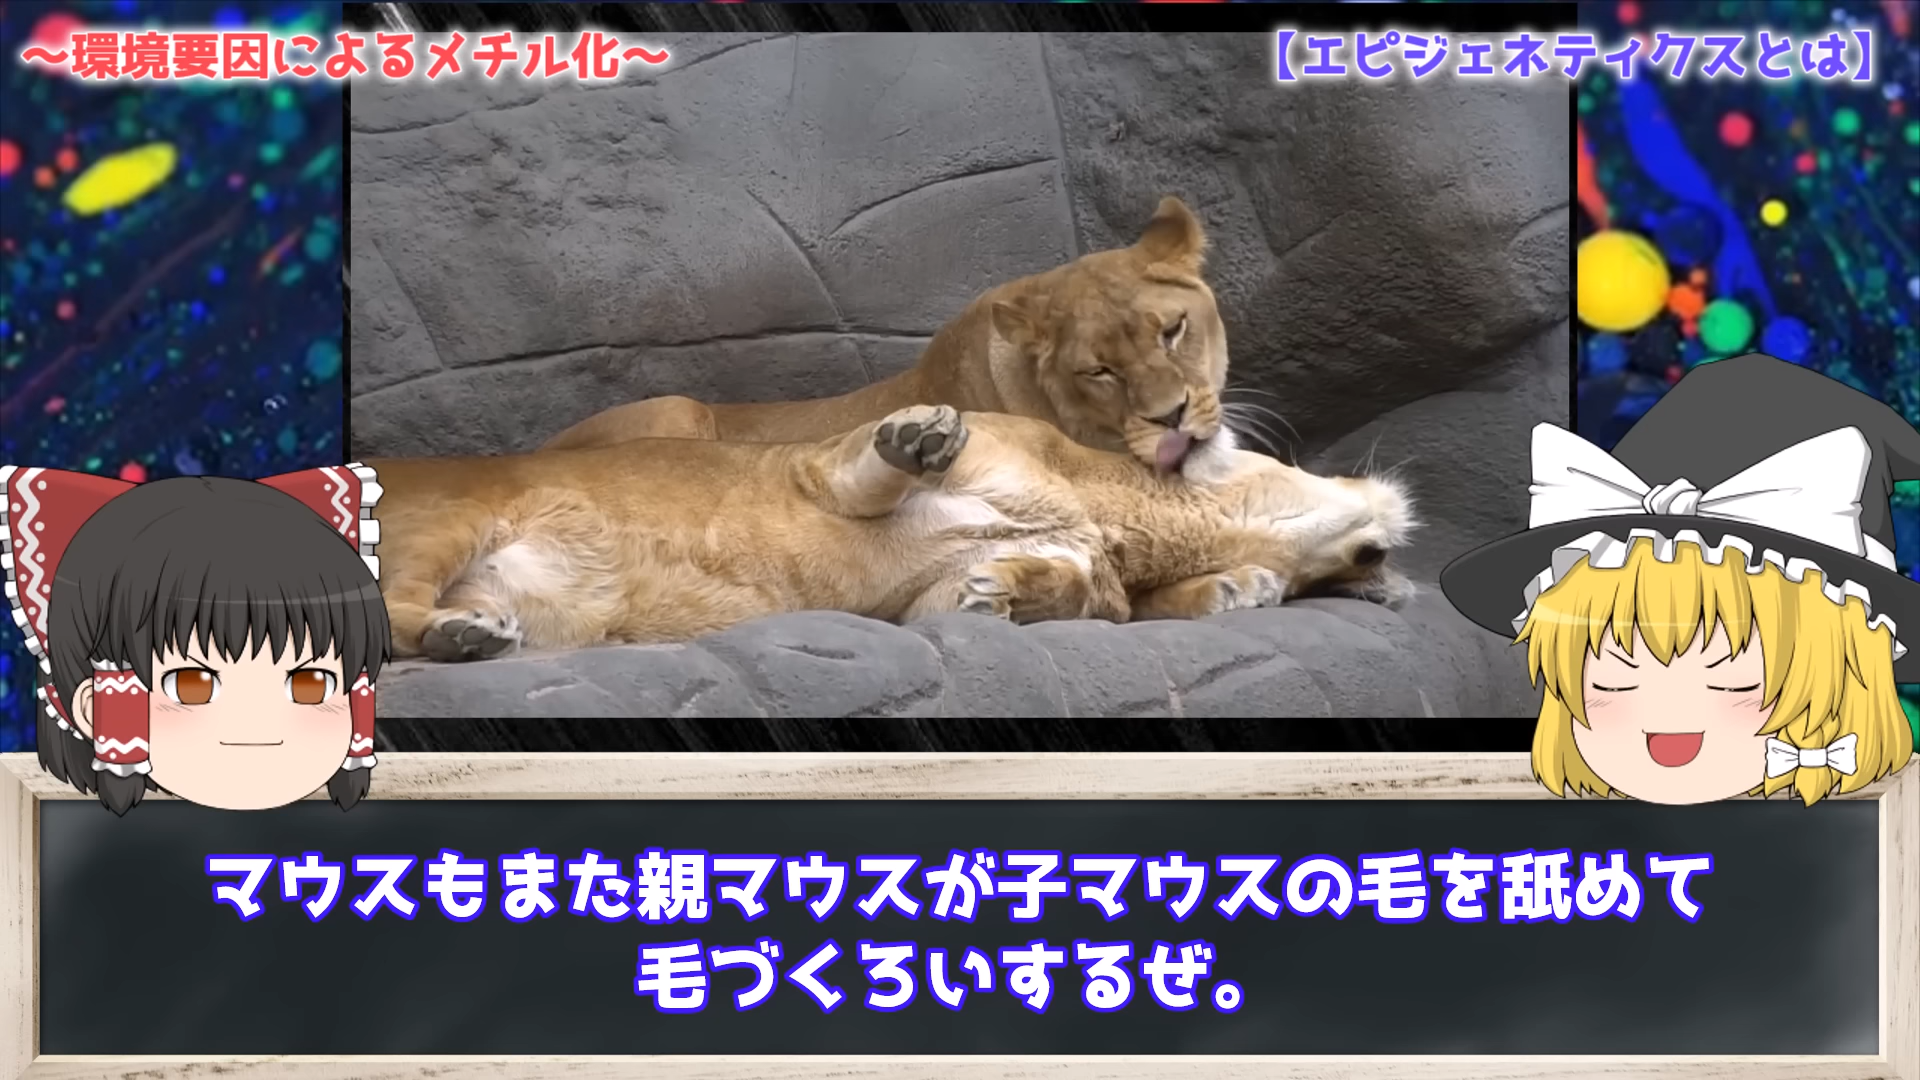 ～環境要因によるメチル化～
【エピジェネティクスとは】
マウスもまた親マウスが子マウスの毛を舐めて
毛づくろいするぜ。